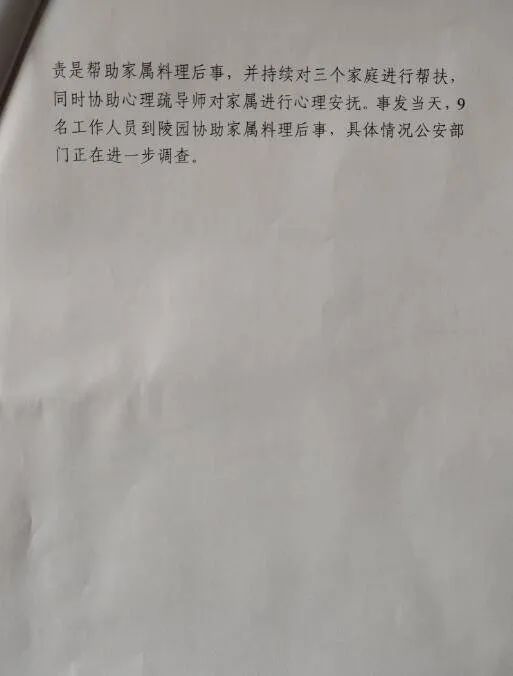 责是帮助家属料理后事，并持续对三个家庭进行帮扶，
同时协助心理疏导师对家属进行心理安抚。事发当天，9
名工作人员到陵园协助家属料理后事，具体情况公安部
门正在进一步调查。